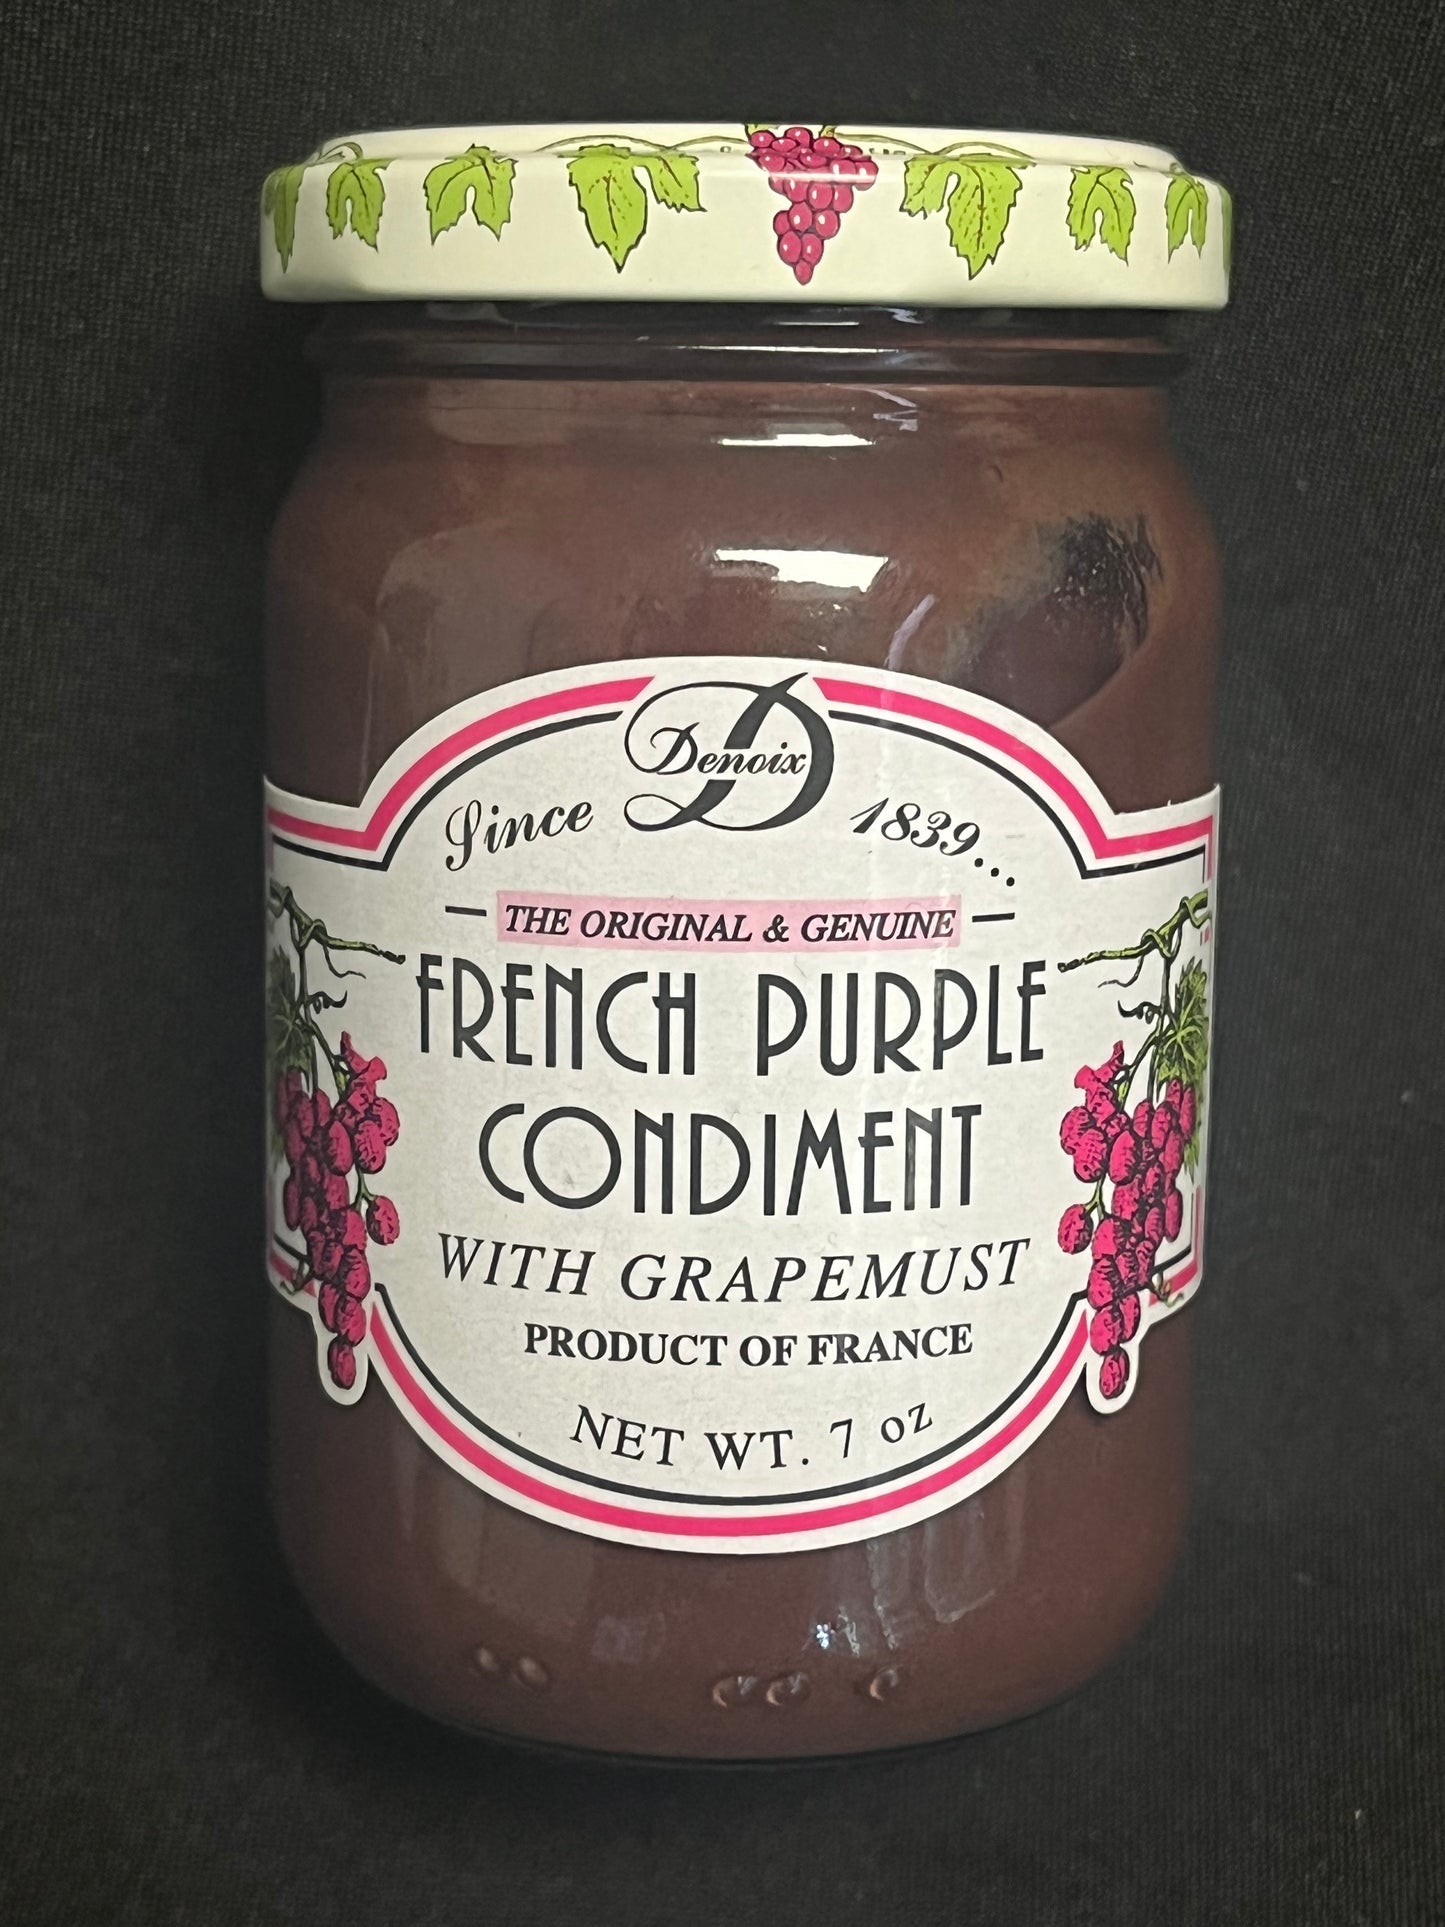 Denoix
Since 1839...
THE ORIGINAL & GENUINE
FRENCH PURPLE
CONDIMENT
WITH GRAPEMUST
PRODUCT OF FRANCE
NET WT. 7 oz